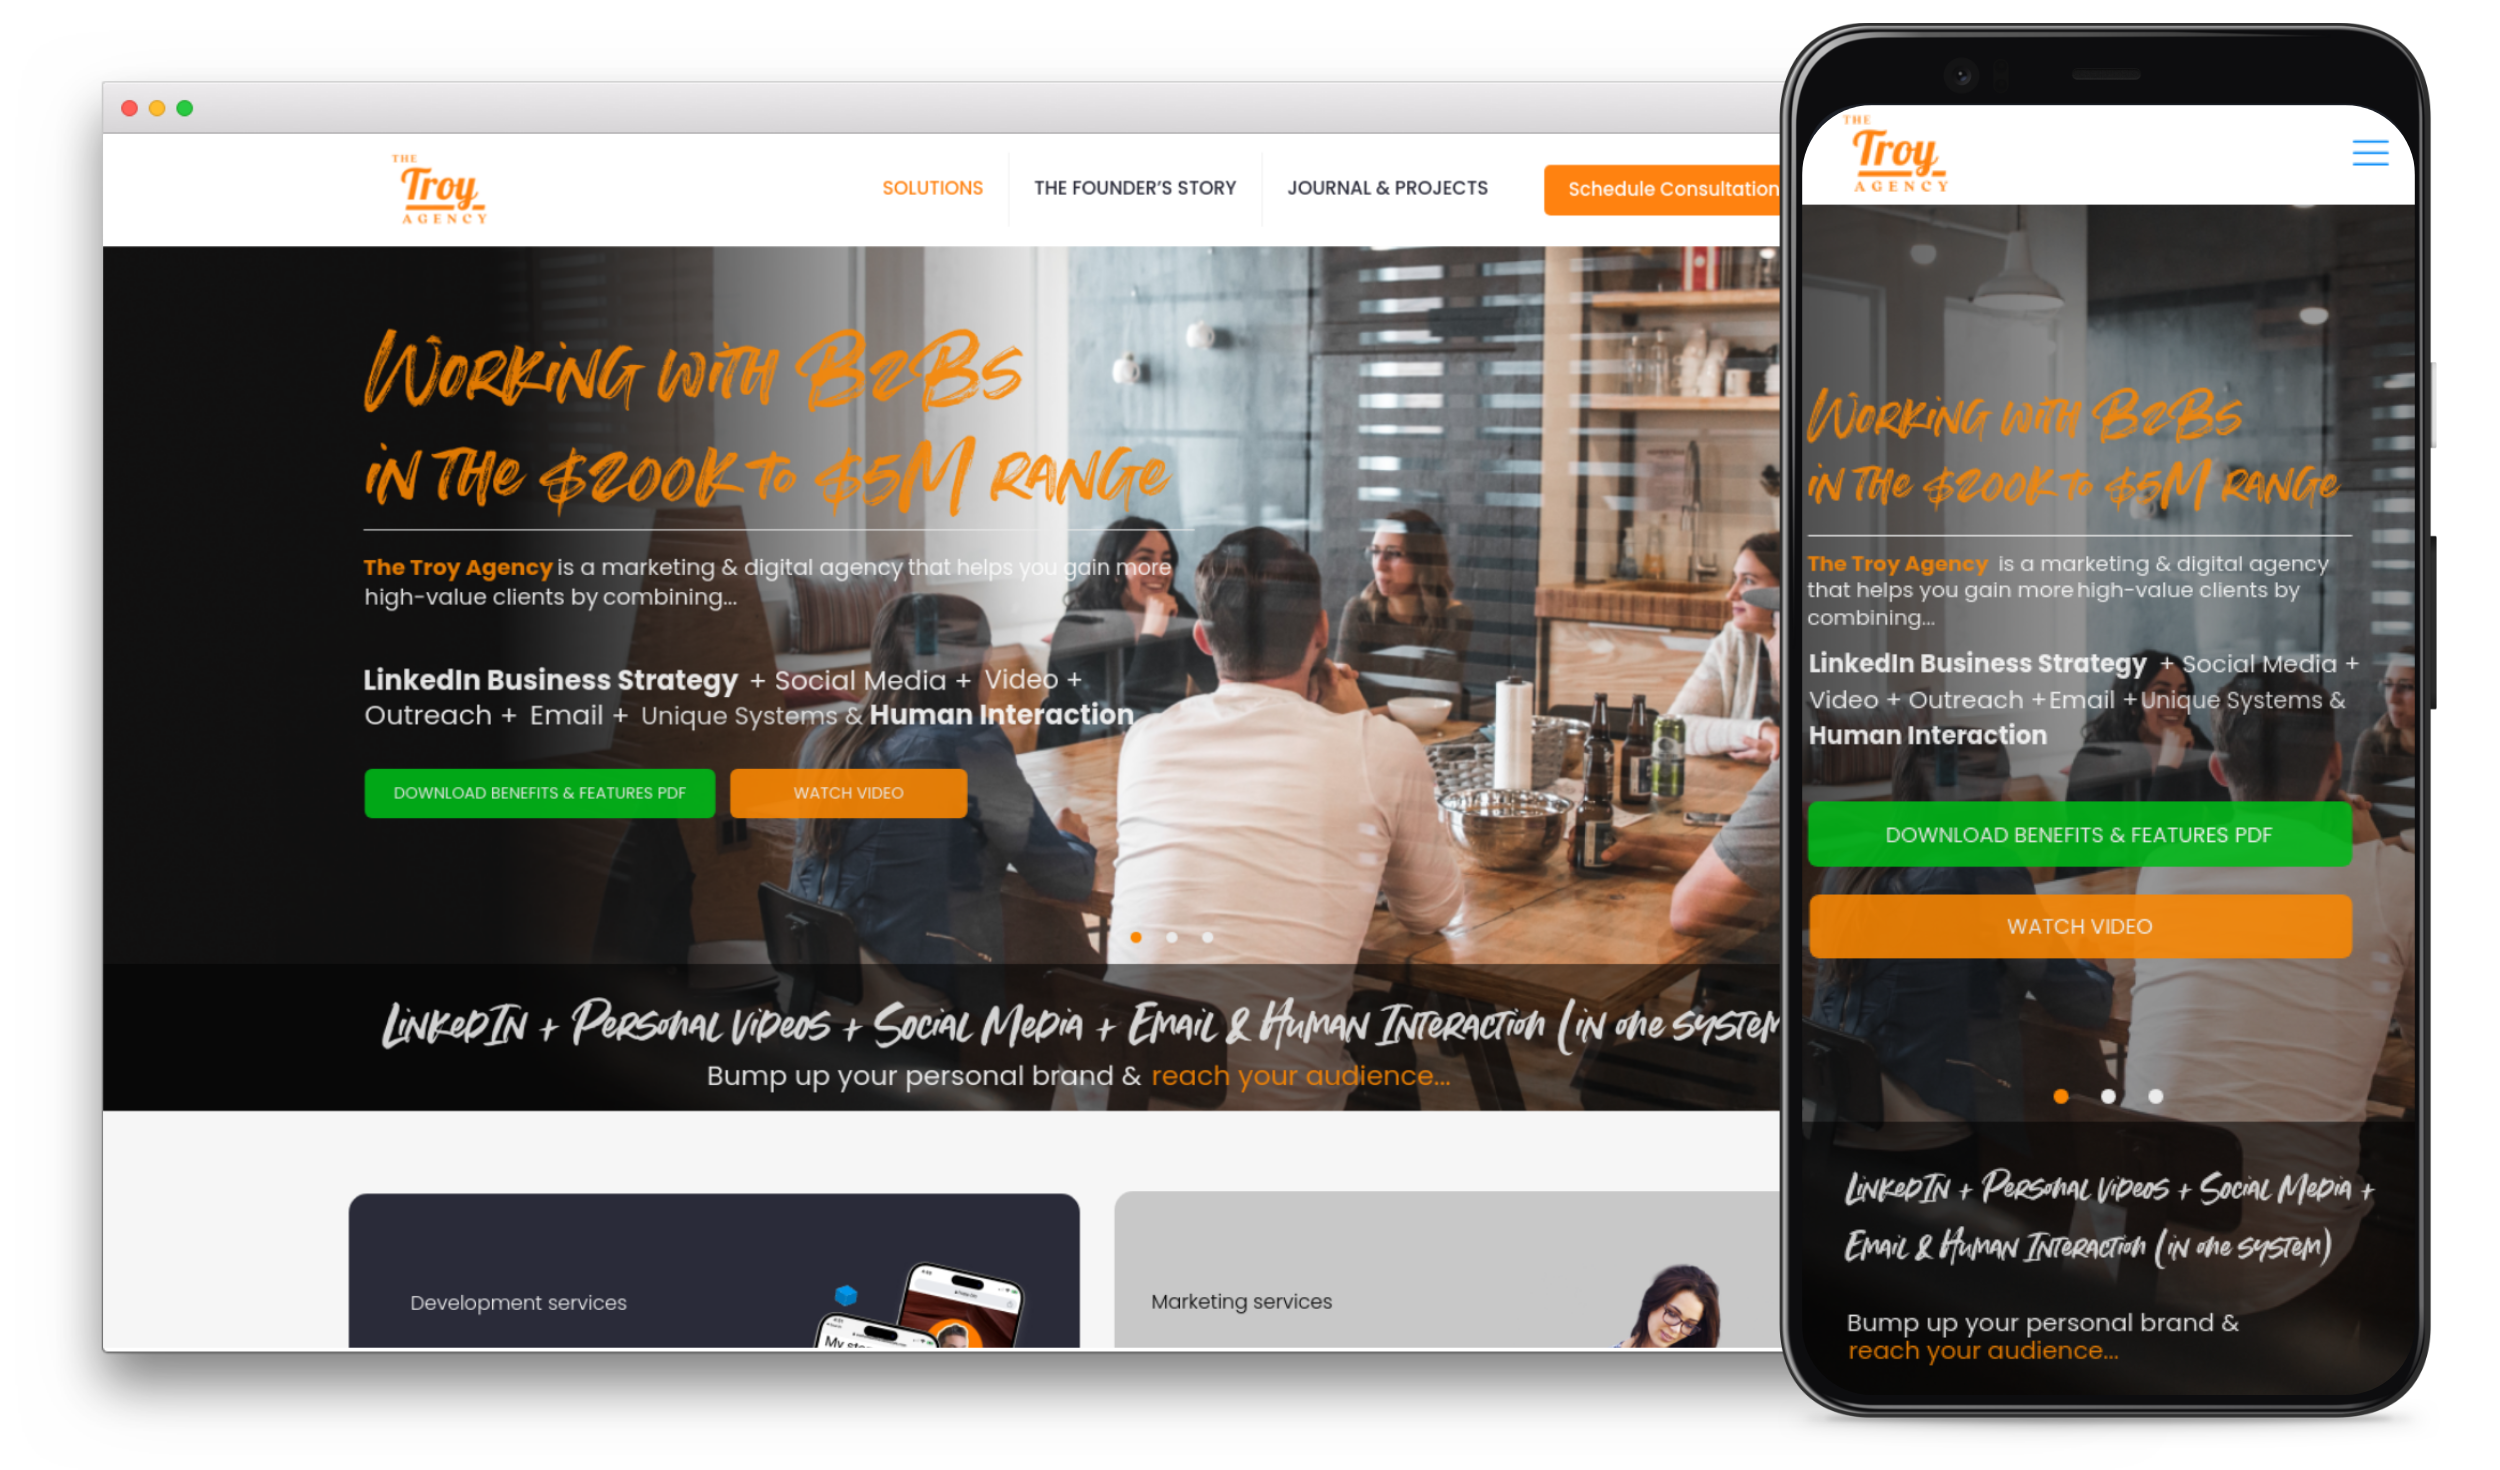 THE
Troy
AGENCY
SOLUTIONS
THE FOUNDER'S STORY
JOURNAL & PROJECTS
Schedule Consultation
WORKING WITH B2BS
IN THE $200K TO $5M RANGE
The Troy Agency is a marketing & digital agency that helps you gain more
high-value clients by combining...
LinkedIn Business Strategy + Social Media + Video +
Outreach + Email + Unique Systems & Human Interaction
DOWNLOAD BENEFITS & FEATURES PDF
WATCH VIDEO
LinkedIn + Personal Videos + Social Media + Email & Human Interaction (in one system
Bump up your personal brand & reach your audience...
Development services
Marketing services
THE
Troy
AGENCY
WORKING WITH B2BS
IN THE $200K TO $5M RANGE
The Troy Agency is a marketing & digital agency
that helps you gain more high-value clients by
combining...
LinkedIn Business Strategy + Social Media +
Video + Outreach + Email + Unique Systems &
Human Interaction
DOWNLOAD BENEFITS & FEATURES PDF
WATCH VIDEO
LinkedIn + Personal Videos + Social Media +
Email & Human Interaction (in one system)
Bump up your personal brand &
reach your audience...